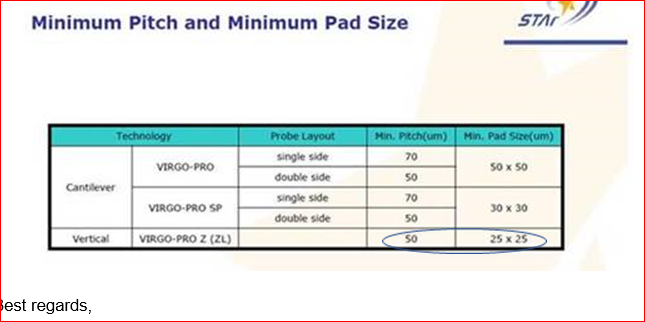 Minimum Pitch and Minimum Pad Size
STAr
Technology Probe Layout Min. Pitch(um) Min. Pad Size(um)
Cantilever
VIRGO-PRO
single side 70
double side 50
50 x 50
VIRGO-PRO SP
single side 70
double side 50
30 x 30
Vertical VIRGO-PRO Z (ZL) 50 25 x 25
est regards,